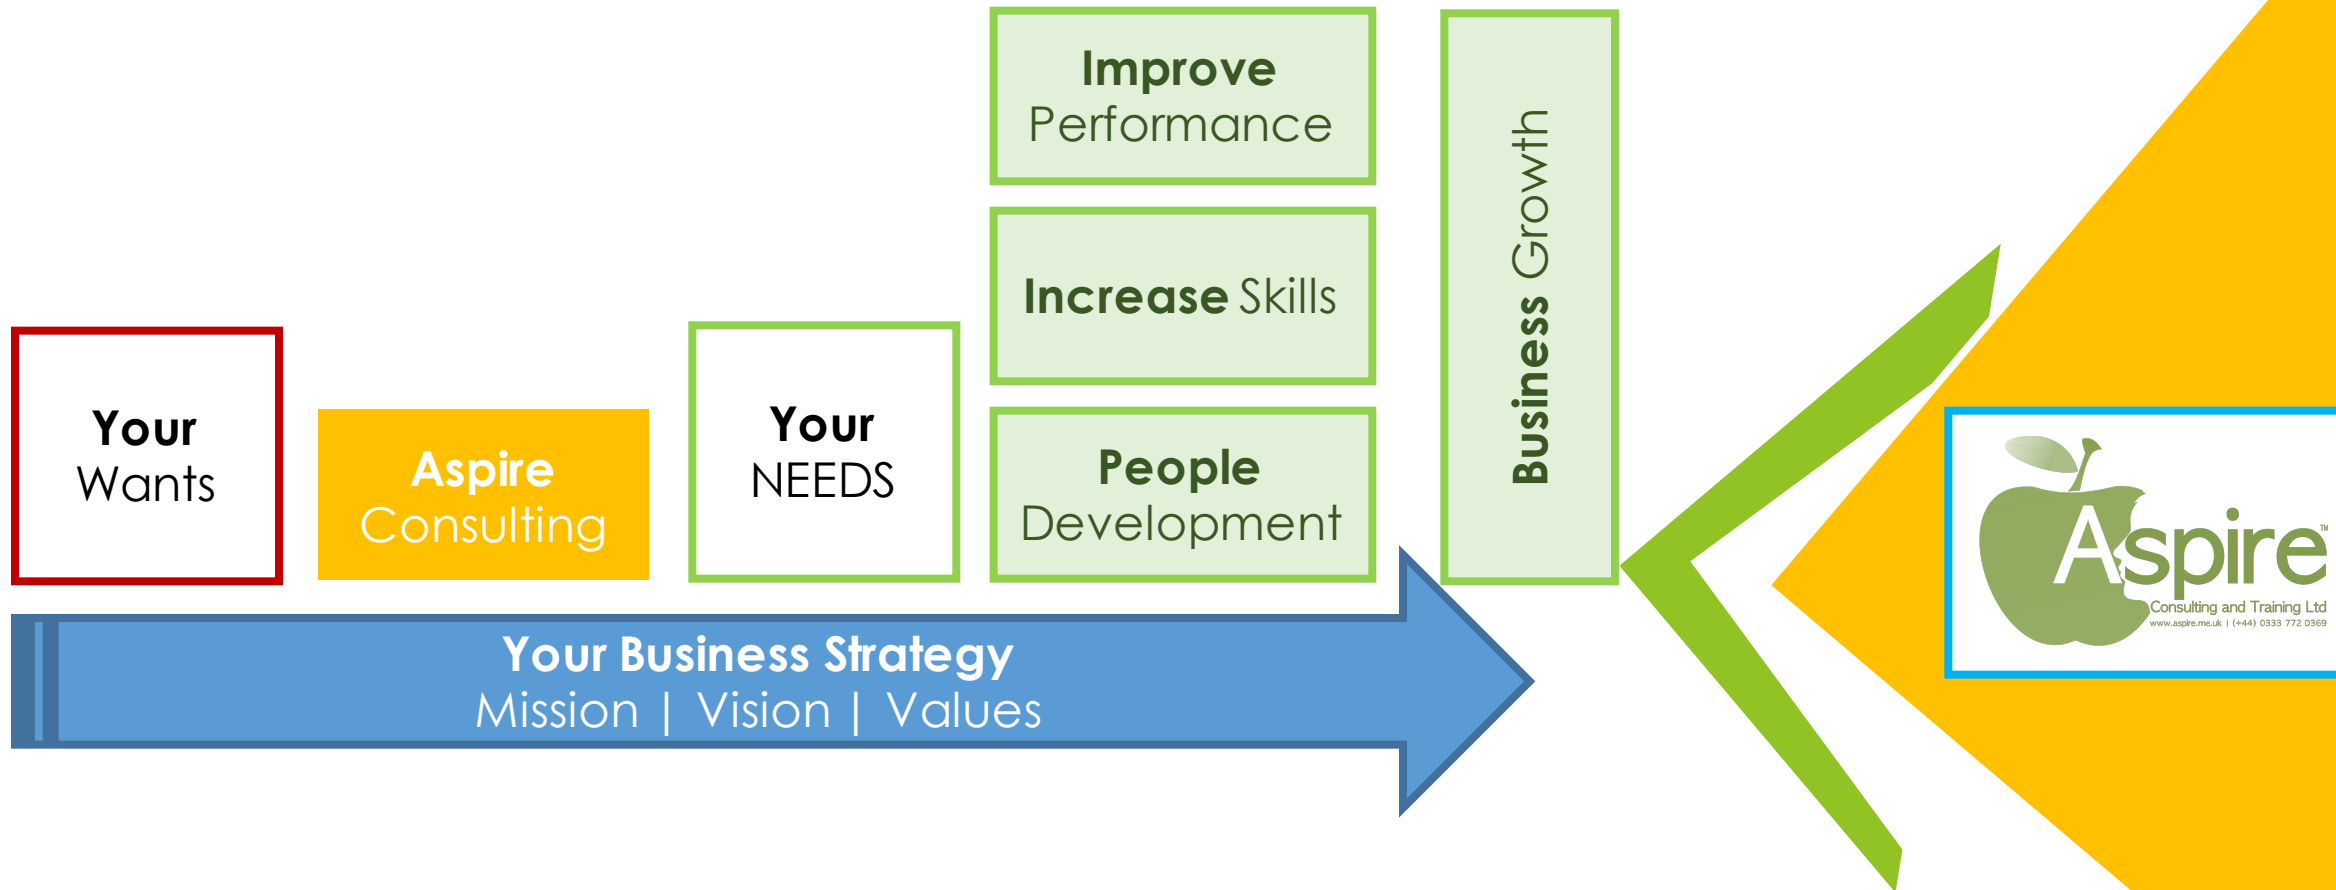 Your
Wants
Aspire
Consulting
Your
NEEDS
Improve
Performance
Increase Skills
People
Development
Business Growth
Your Business Strategy
Mission | Vision | Values
Aspire™
Consulting and Training Ltd
www.aspire.me.uk | (+44) 0333 772 0369